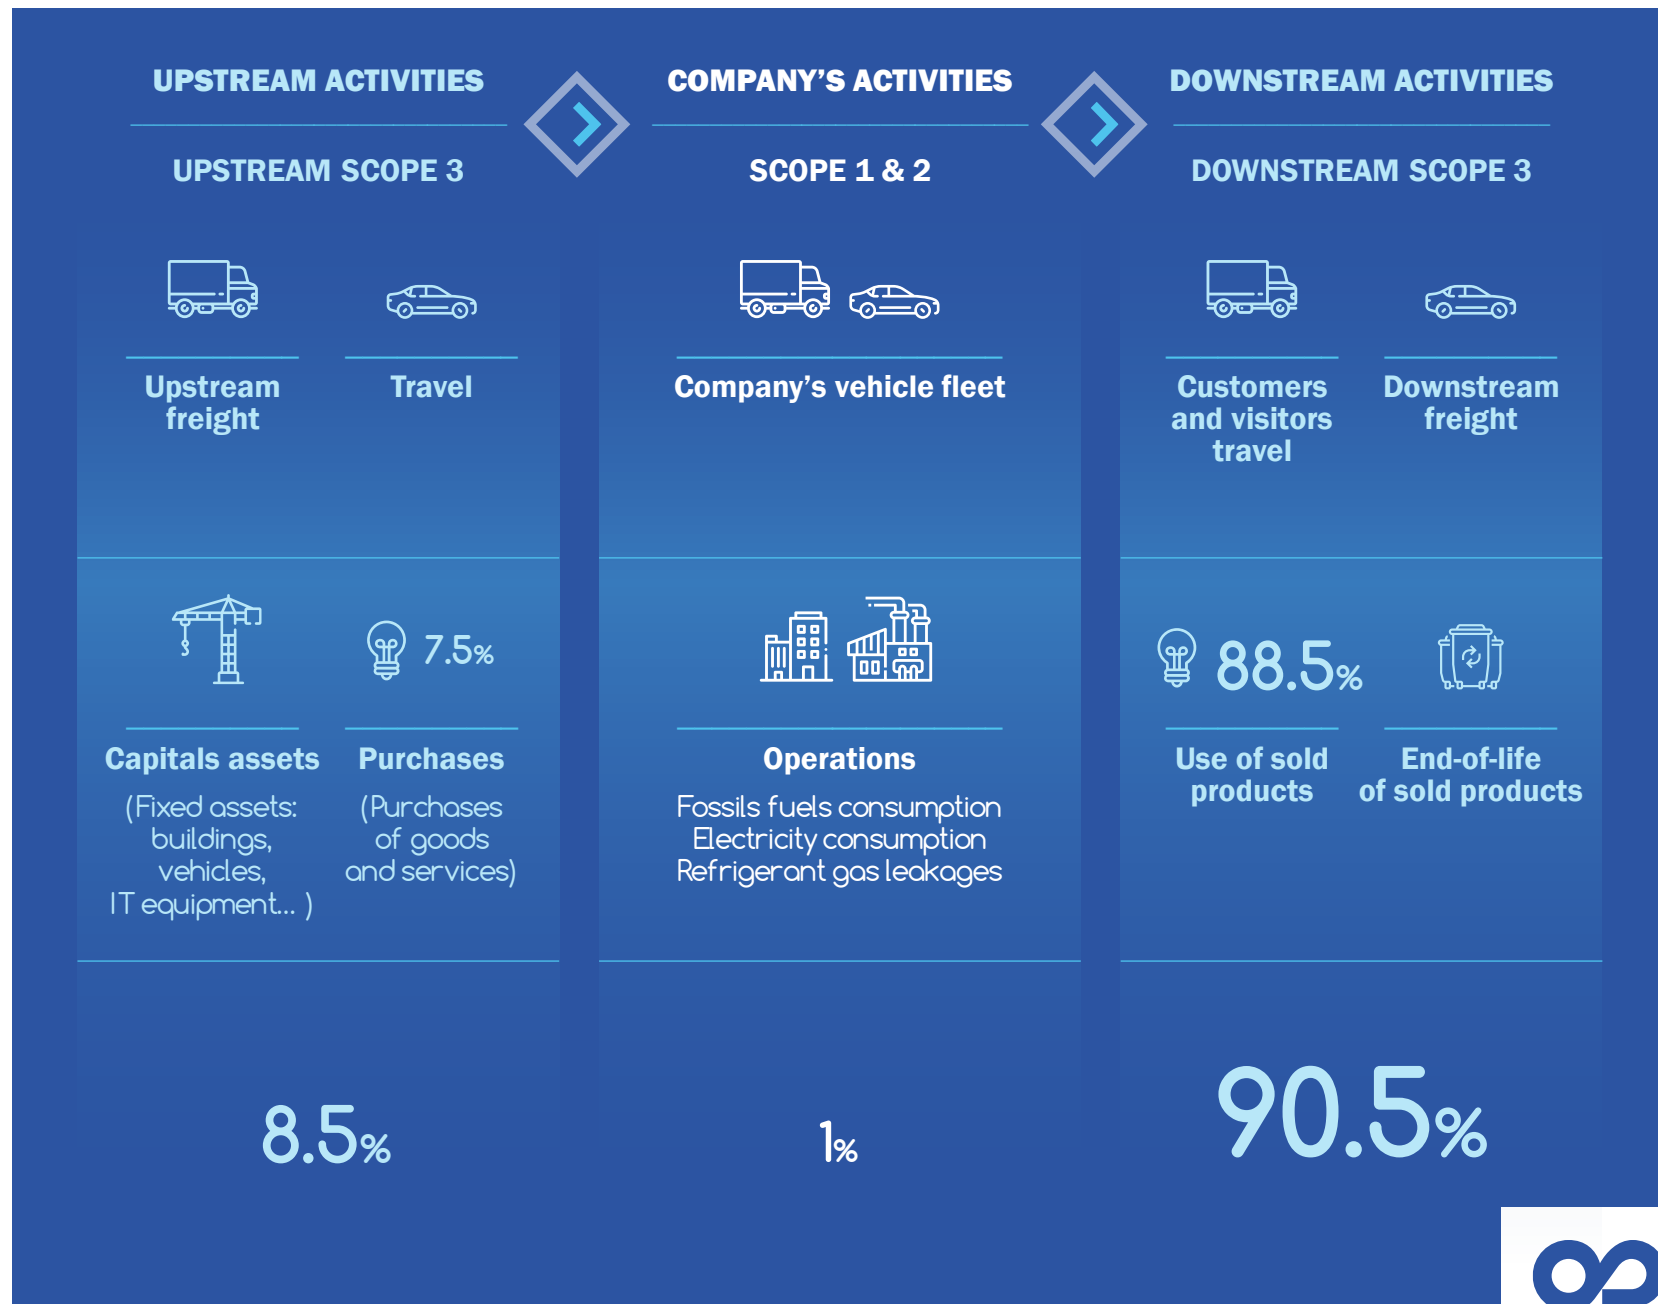 UPSTREAM ACTIVITIES
UPSTREAM SCOPE 3
Upstream
freight
Travel
Capitals assets
(Fixed assets:
buildings,
vehicles,
IT equipment... )
7.5%
Purchases
(Purchases
of goods
and services)
8.5%
COMPANY’S ACTIVITIES
SCOPE 1 & 2
Company’s vehicle fleet
Operations
Fossils fuels consumption
Electricity consumption
Refrigerant gas leakages
1%
DOWNSTREAM ACTIVITIES
DOWNSTREAM SCOPE 3
Customers
and visitors
travel
Downstream
freight
88.5%
Use of sold
products
End-of-life
of sold products
90.5%